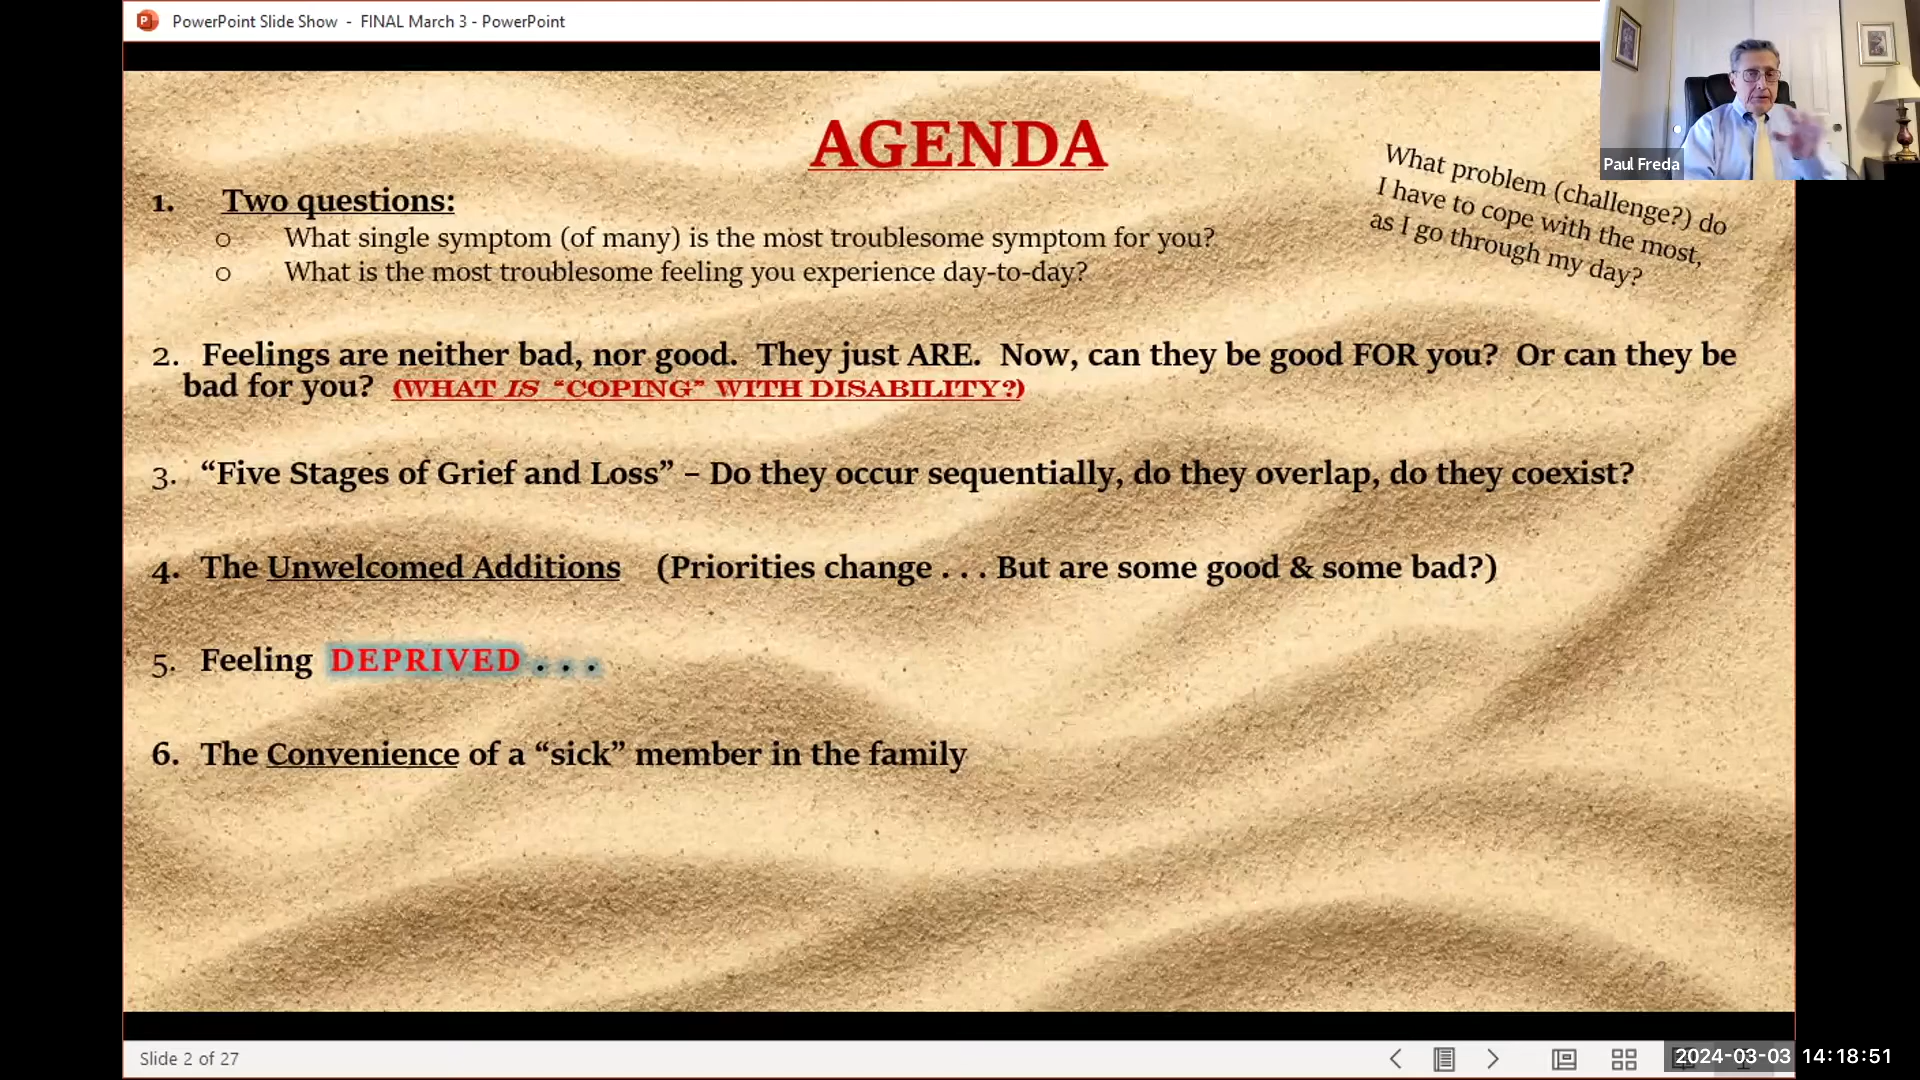 PowerPoint Slide Show  -  FINAL March 3 - PowerPoint
Paul Freda
AGENDA
What problem (challenge?) do
I have to cope with the most,
as I go through my day?
1. Two questions:
o What single symptom (of many) is the most troublesome symptom for you?
o What is the most troublesome feeling you experience day-to-day?
2. Feelings are neither bad, nor good.  They just ARE.  Now, can they be good FOR you?  Or can they be
bad for you?  (WHAT IS “COPING” WITH DISABILITY?)
3. “Five Stages of Grief and Loss” – Do they occur sequentially, do they overlap, do they coexist?
4. The Unwelcomed Additions (Priorities change . . . But are some good & some bad?)
5. Feeling DEPRIVED . . .
6. The Convenience of a “sick” member in the family
Slide 2 of 27
2024-03-03 14:18:51